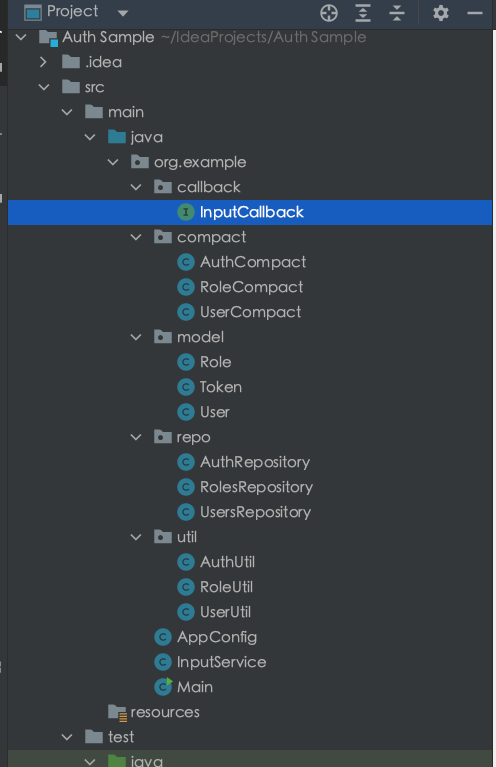 Project
Auth Sample ~/IdeaProjects/Auth Sample
.idea
src
main
java
org.example
callback
I InputCallback
compact
C AuthCompact
C RoleCompact
C UserCompact
model
C Role
C Token
C User
repo
C AuthRepository
C RolesRepository
C UsersRepository
util
C AuthUtil
C RoleUtil
C UserUtil
C AppConfig
C InputService
C Main
resources
test
java